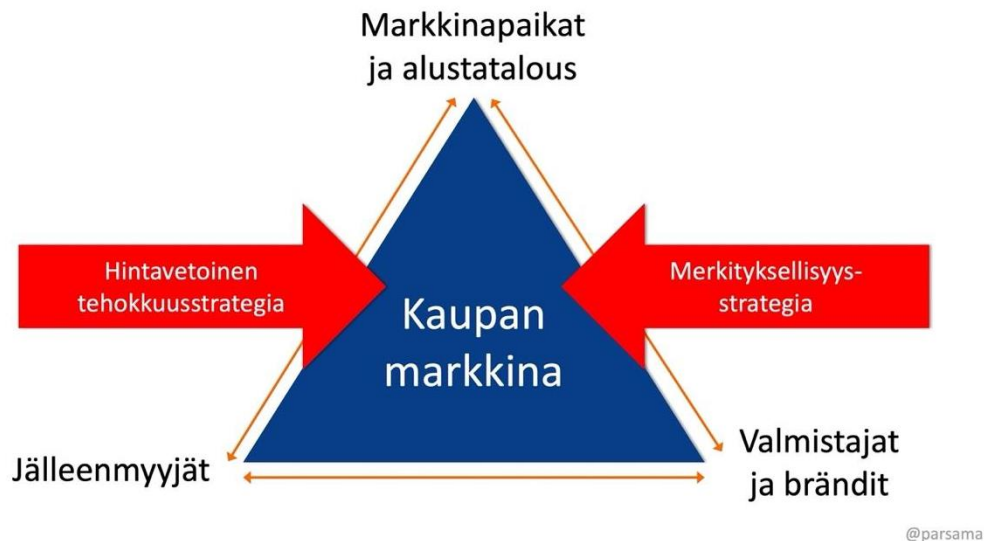 Markkinapaikat
ja alustatalous
Hintavetoinen
tehokkuusstrategia
Merkityksellisyys-
strategia
Kaupan
markkina
Jälleenmyyjät
Valmistajat
ja brändit
@parsama